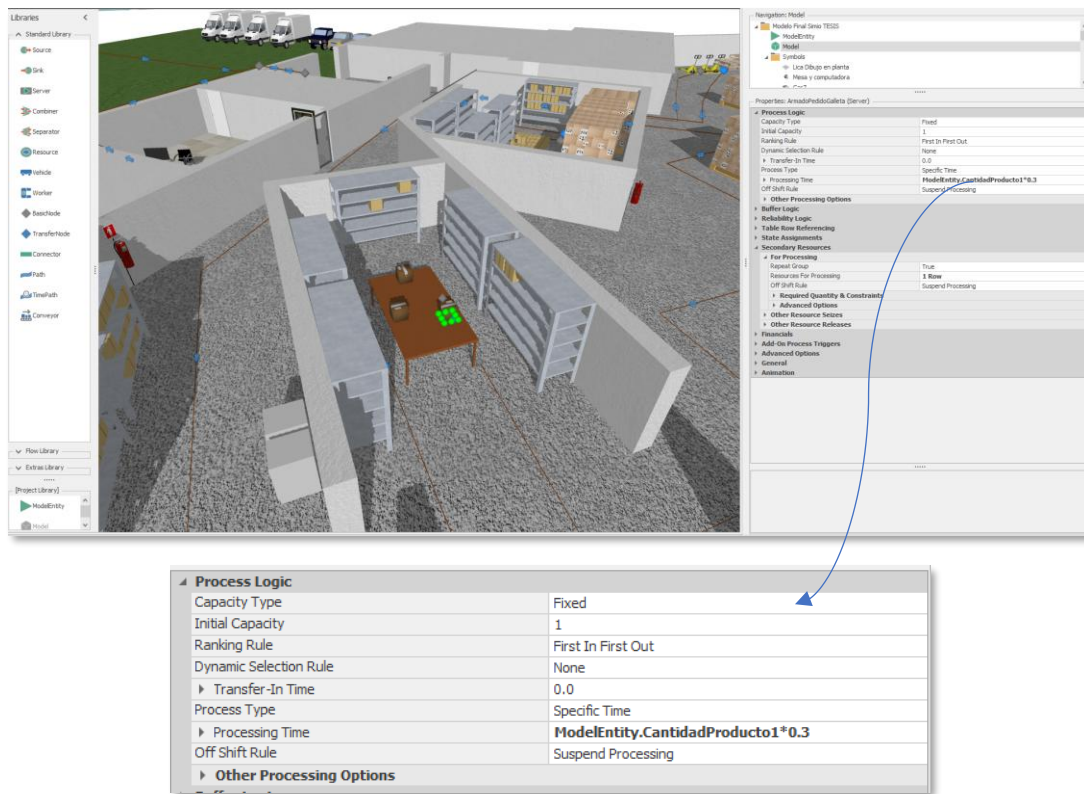 Libraries
Standard Library
Source
Sink
Server
Combiner
Separator
Resource
Vehicle
Worker
BasicNode
TransferNode
Connector
Path
TimePath
Conveyor
Flow Library
Extras Library
[Project Library]
ModelEntity
Model
Navigation: Model
Modelo Final Simio TESIS
ModelEntity
Model
Symbols
Lica Dibujo en planta
Mesa y computadora
Properties: ArmadoPedidoGalleta (Server)
Process Logic
Capacity Type Fixed
Initial Capacity 1
Ranking Rule First In First Out
Dynamic Selection Rule None
Transfer-In Time 0.0
Process Type Specific Time
Processing Time ModelEntity.CantidadProducto1*0.3
Off Shift Rule Suspend Processing
Other Processing Options
Buffer Logic
Reliability Logic
Table Row Referencing
State Assignments
Secondary Resources
For Processing
Repeat Group True
Resources For Processing 1 Row
Off Shift Rule Suspend Processing
Required Quantity & Constraints
Advanced Options
Other Resource Seizes
Other Resource Releases
Financials
Add-On Process Triggers
Advanced Options
General
Animation
Process Logic
Capacity Type Fixed
Initial Capacity 1
Ranking Rule First In First Out
Dynamic Selection Rule None
Transfer-In Time 0.0
Process Type Specific Time
Processing Time ModelEntity.CantidadProducto1*0.3
Off Shift Rule Suspend Processing
Other Processing Options